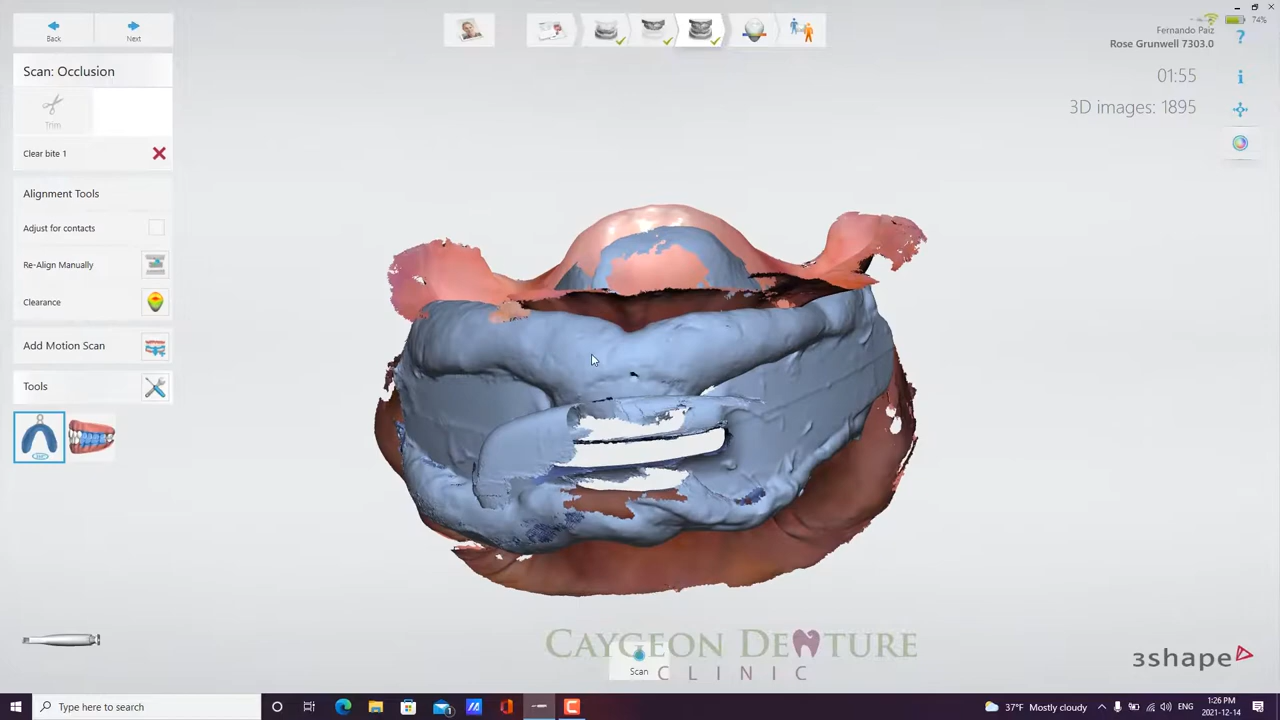 Back
Next
Scan: Occlusion
Trim
Clear bite 1
Alignment Tools
Adjust for contacts
Re-Align Manually
Clearance
Add Motion Scan
Tools
74%
Fernando Paiz
Rose Grunwell 7303.0
01:55
3D images: 1895
CAYGEON DENTURE
CLINIC
Scan
3shape
Type here to search
37°F Mostly cloudy
ENG
1:26 PM
2021-12-14